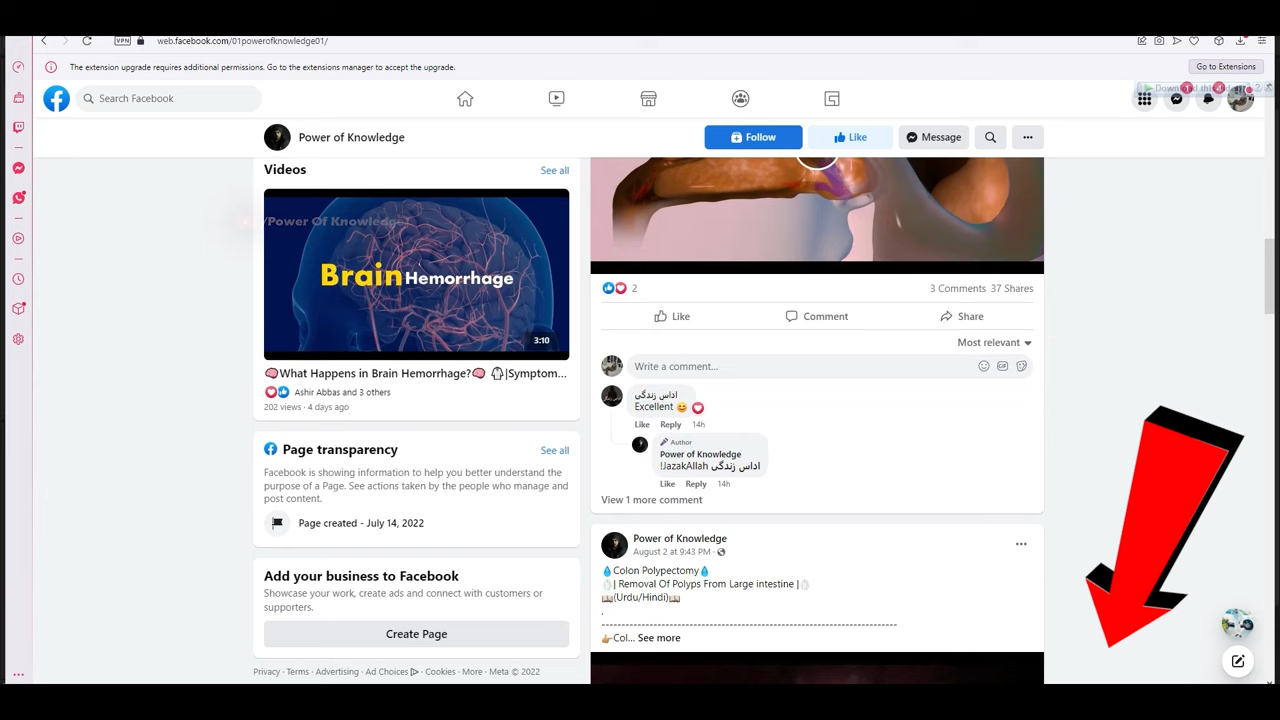 VPN
web.facebook.com/01powerofknowledge01/
The extension upgrade requires additional permissions. Go to the extensions manager to accept the upgrade.
Go to Extensions
Search Facebook
Power of Knowledge
Follow
Like
Message
Videos
See all
/Power Of Knowledge
Brain Hemorrhage
3:10
🧠What Happens in Brain Hemorrhage?🧠 |Symptom...
Ashir Abbas and 3 others
202 views · 4 days ago
Page transparency
See all
Facebook is showing information to help you better understand the
purpose of a Page. See actions taken by the people who manage and
post content.
Page created - July 14, 2022
Add your business to Facebook
Showcase your work, create ads and connect with customers or
supporters.
Create Page
Privacy · Terms · Advertising · Ad Choices · Cookies · More · Meta © 2022
2
3 Comments 37 Shares
Like
Comment
Share
Most relevant
Write a comment...
GIF
اداس زندگی
Excellent 😊
Like Reply 14h
Author
Power of Knowledge
!JazakAllah اداس زندگی
Like Reply 14h
View 1 more comment
Power of Knowledge
August 2 at 9:43 PM
💧Colon Polypectomy💧
| Removal Of Polyps From Large intestine |
📖(Urdu/Hindi)📖
.
--------------------------------------------------------------------------
👉Col... See more